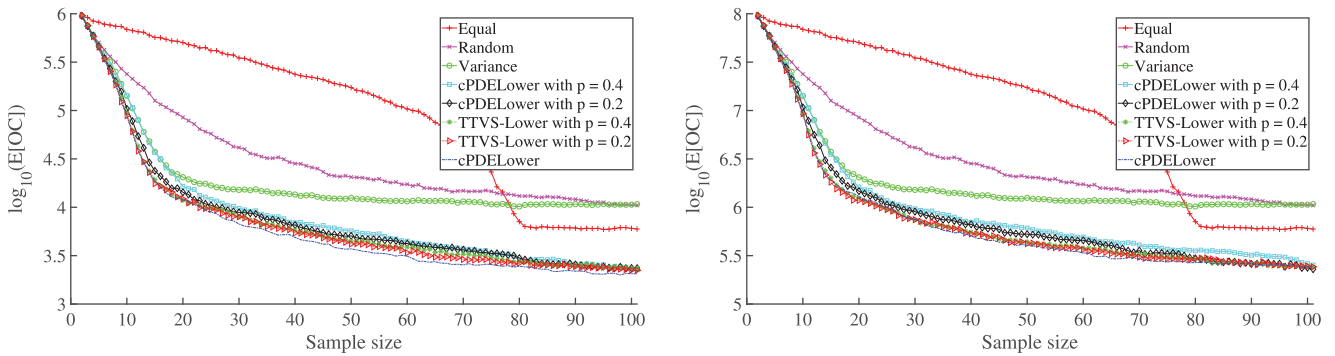 6
5.5
5
4.5
4
3.5
3
log10(E[OC])
0
10
20
30
40
50
60
70
80
90
100
Sample size
Equal
Random
Variance
cPDELower with p = 0.4
cPDELower with p = 0.2
TTVS-Lower with p = 0.4
TTVS-Lower with p = 0.2
cPDELower
8
7.5
7
6.5
6
5.5
5
log10(E[OC])
0
10
20
30
40
50
60
70
80
90
100
Sample size
Equal
Random
Variance
cPDELower with p = 0.4
cPDELower with p = 0.2
TTVS-Lower with p = 0.4
TTVS-Lower with p = 0.2
cPDELower